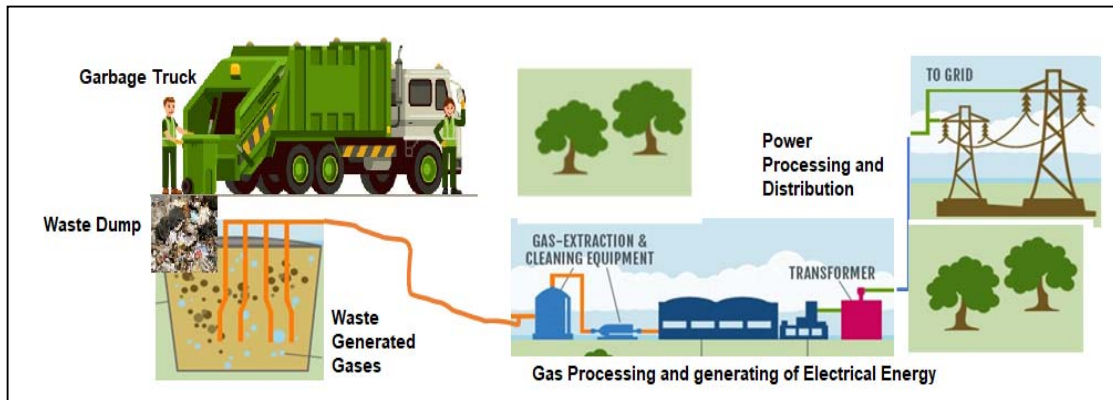 Garbage Truck
TO GRID
Power
Processing and
Distribution
Waste Dump
GAS-EXTRACTION &
CLEANING EQUIPMENT
TRANSFORMER
Waste
Generated
Gases
Gas Processing and generating of Electrical Energy